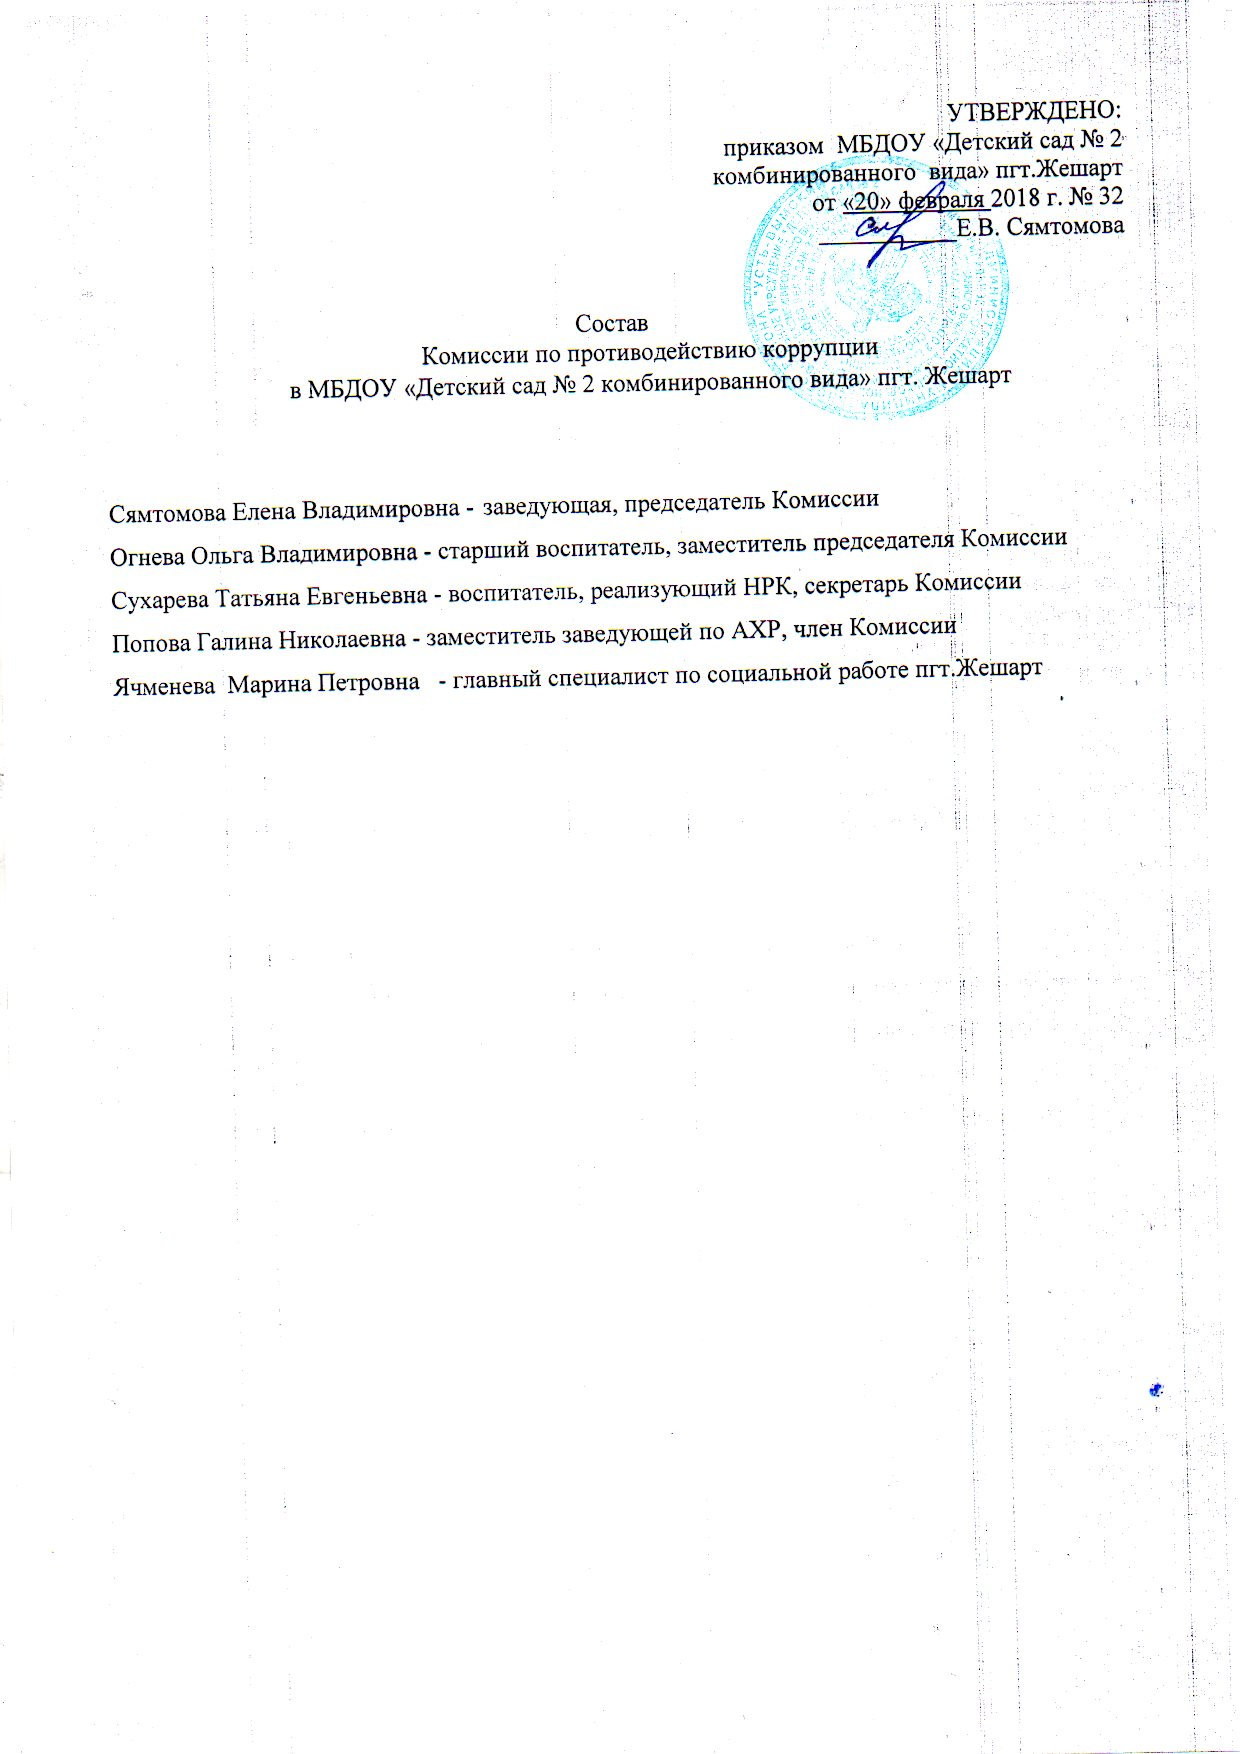 УТВЕРЖДЕНО:
приказом МБДОУ «Детский сад № 2
комбинированного вида» пгт.Жешарт
от «20» февраля 2018 г. № 32
Е.В. Сямтомова
Состав
Комиссии по противодействию коррупции
в МБДОУ «Детский сад № 2 комбинированного вида» пгт. Жешарт
Сямтомова Елена Владимировна - заведующая, председатель Комиссии
Огнева Ольга Владимировна - старший воспитатель, заместитель председателя Комиссии
Сухарева Татьяна Евгеньевна - воспитатель, реализующий НРК, секретарь Комиссии
Попова Галина Николаевна - заместитель заведующей по АХР, член Комиссии
Ячменева Марина Петровна - главный специалист по социальной работе пгт.Жешарт